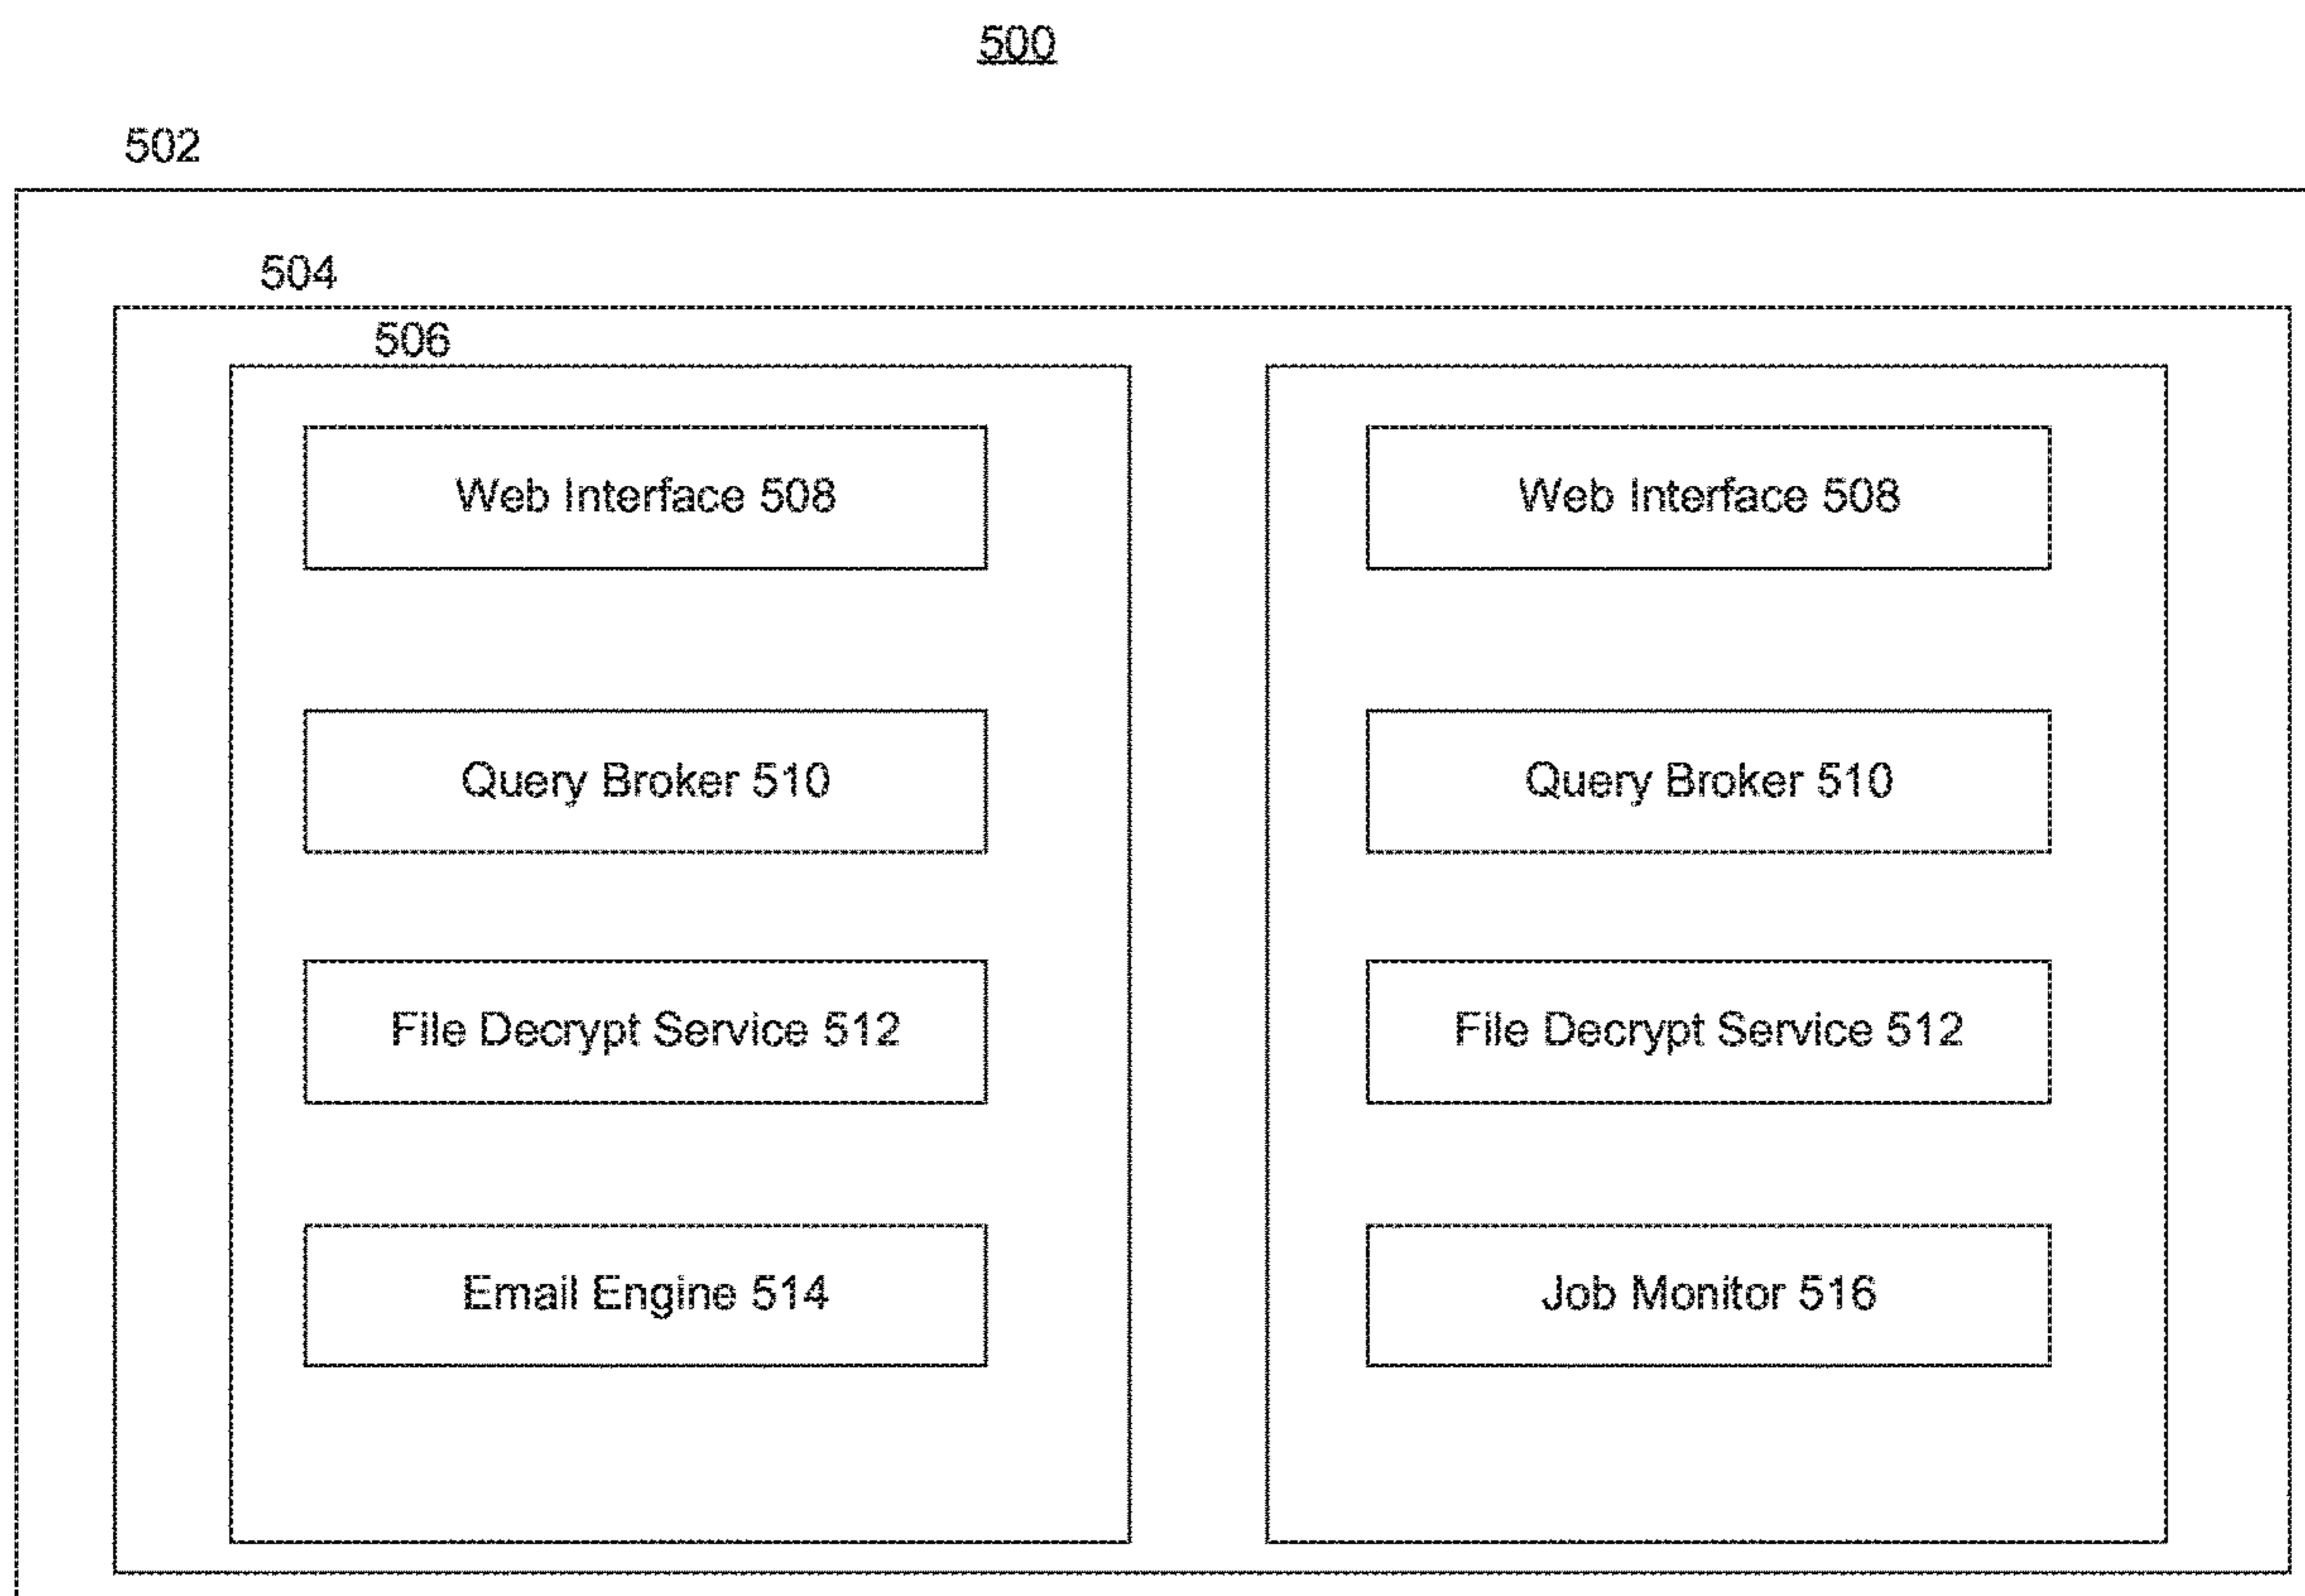 500
502
504
506
Web Interface 508
Query Broker 510
File Decrypt Service 512
Email Engine 514
Web Interface 508
Query Broker 510
File Decrypt Service 512
Job Monitor 516